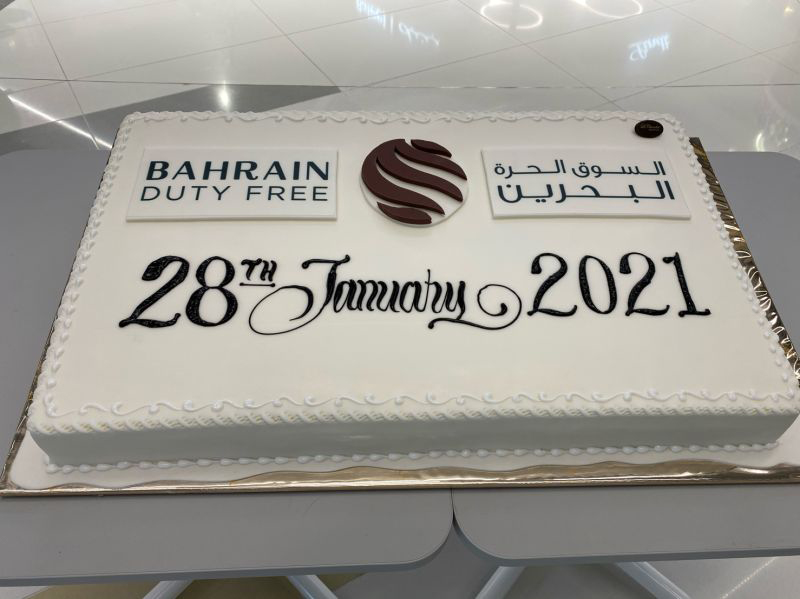 BAHRAIN
DUTY FREE
السوق الحرة
البحرين
28TH January 2021